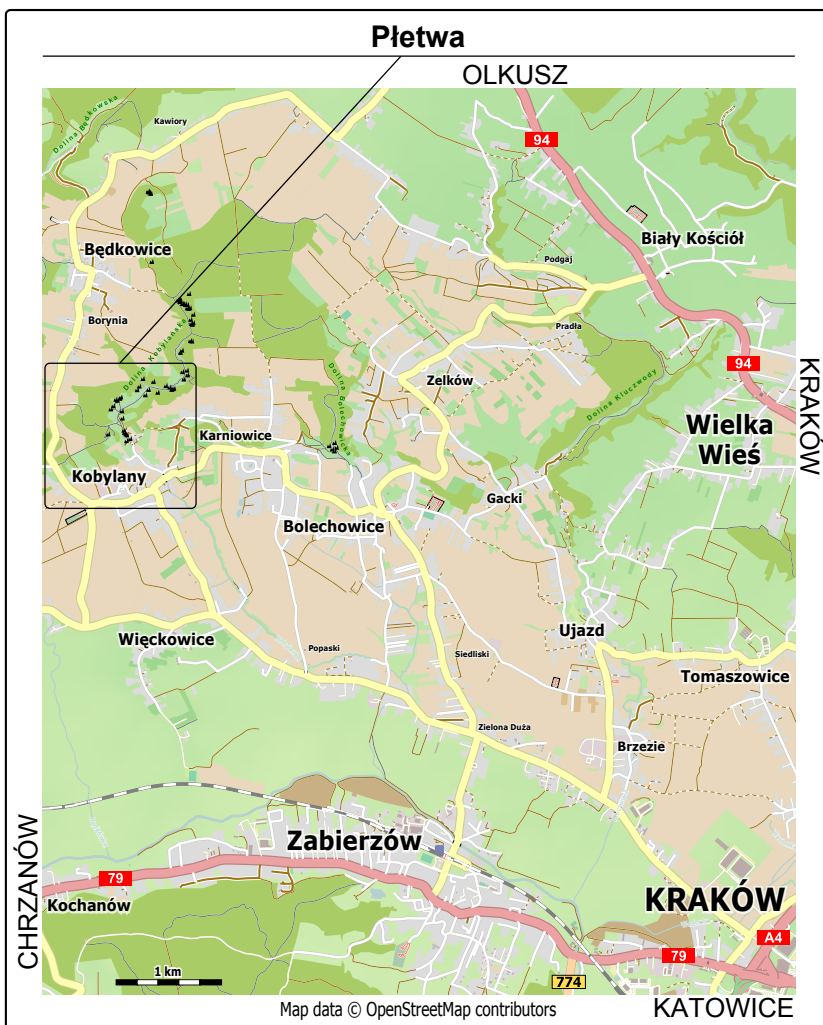 Płetwa
OLKUSZ
Dolina Będkowska
Kawiory
94
Będkowice
Biały Kościół
Podgaj
Borynia
Pradła
Dolina Kobylańska
KRAKÓW
94
Zelków
Dolina Bolechowicka
Dolina Kluczwody
Wielka
Wieś
Karniowice
Kobylany
Gacki
Bolechowice
Ujazd
Więckowice
Popaski
Siedliski
Tomaszowice
Zielona Duża
Brzezie
CHRZANÓW
Zabierzów
79
Kochanów
KRAKÓW
A4
79
1 km
774
Map data © OpenStreetMap contributors
KATOWICE